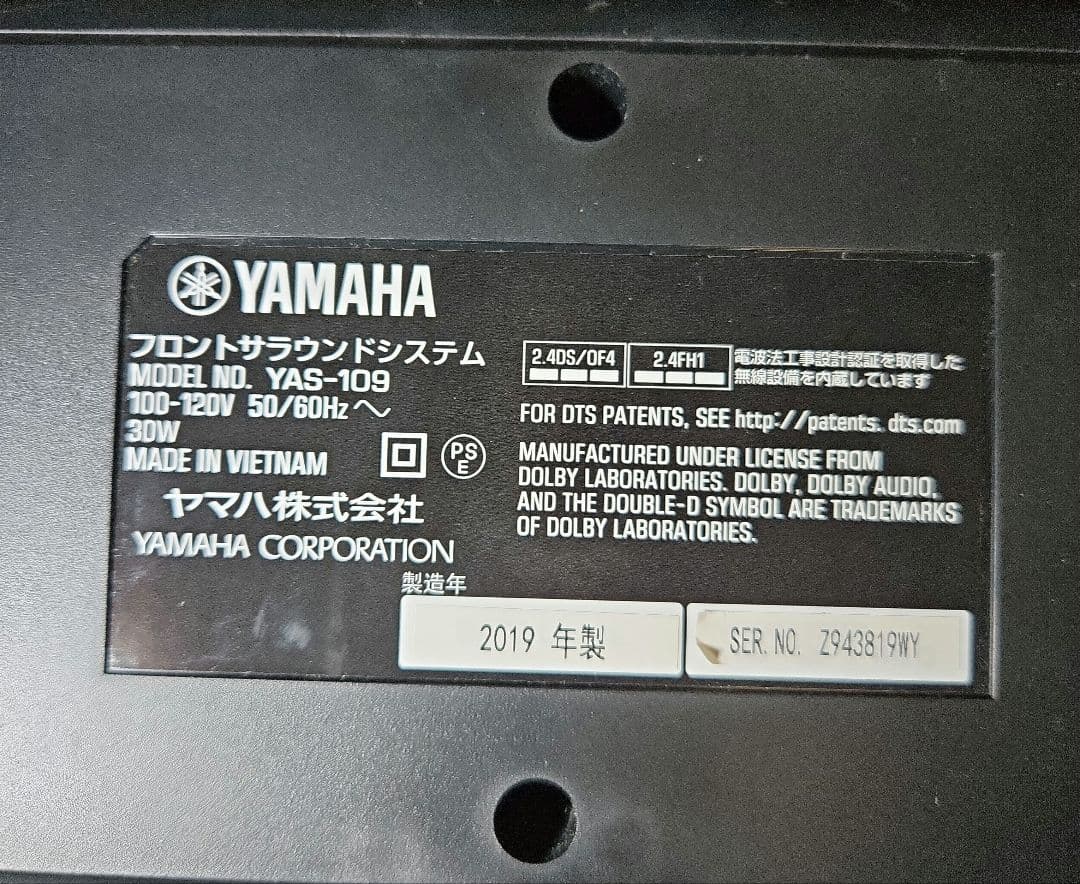 YAMAHA
フロントサラウンドシステム
MODEL NO. YAS-109
100-120V 50/60Hz ～
30W
MADE IN VIETNAM
PS
E
ヤマハ株式会社
YAMAHA CORPORATION
2.4DS/OF4
2.4FH1
電波法工事設計認証を取得した
無線設備を内蔵しています
FOR DTS PATENTS, SEE http://patents.dts.com
MANUFACTURED UNDER LICENSE FROM
DOLBY LABORATORIES. DOLBY, DOLBY AUDIO,
AND THE DOUBLE-D SYMBOL ARE TRADEMARKS
OF DOLBY LABORATORIES.
製造年
2019 年製
SER. NO. Z943819WY